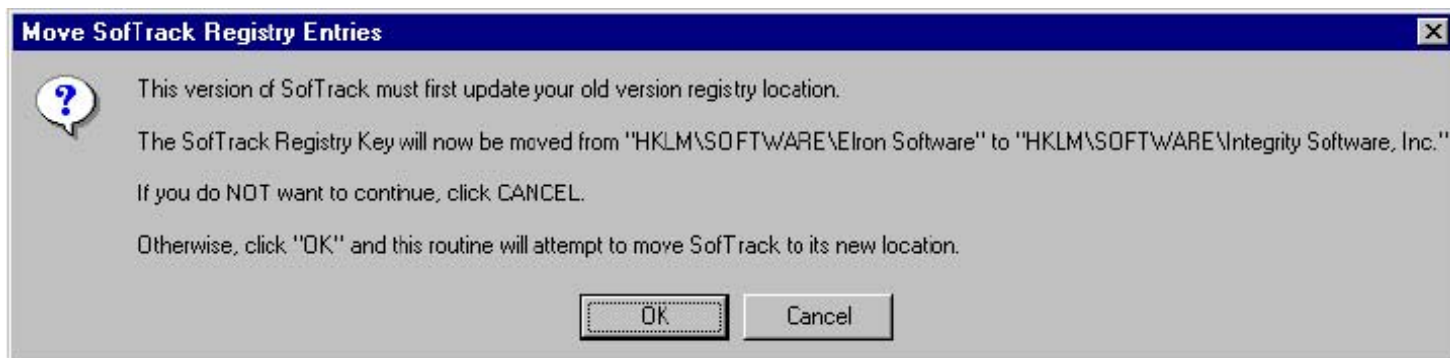 Move SofTrack Registry Entries
This version of SofTrack must first update your old version registry location.
The SofTrack Registry Key will now be moved from "HKLM\SOFTWARE\Elron Software" to "HKLM\SOFTWARE\Integrity Software, Inc."
If you do NOT want to continue, click CANCEL.
Otherwise, click "OK" and this routine will attempt to move SofTrack to its new location.
OK
Cancel